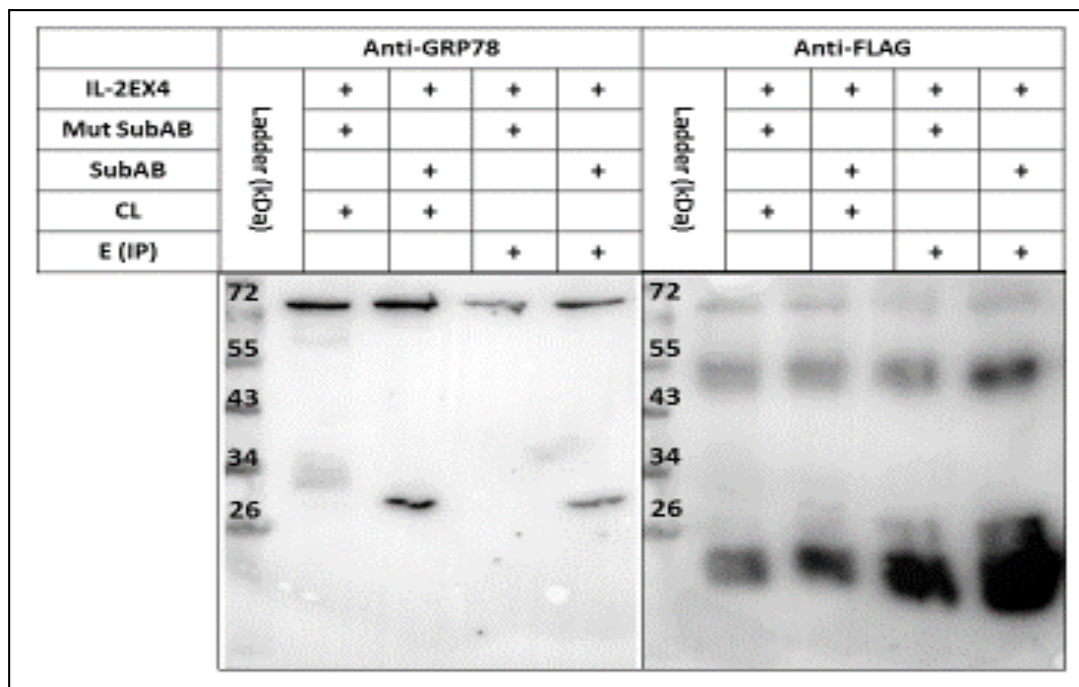 Anti-GRP78 Anti-FLAG
IL-2EX4 + + + + + + + +
Mut SubAB + + + +
SubAB + + + +
CL + + + +
E (IP) + + + +
Ladder (kDa) Ladder (kDa)
72 72
55 55
43 43
34 34
26 26